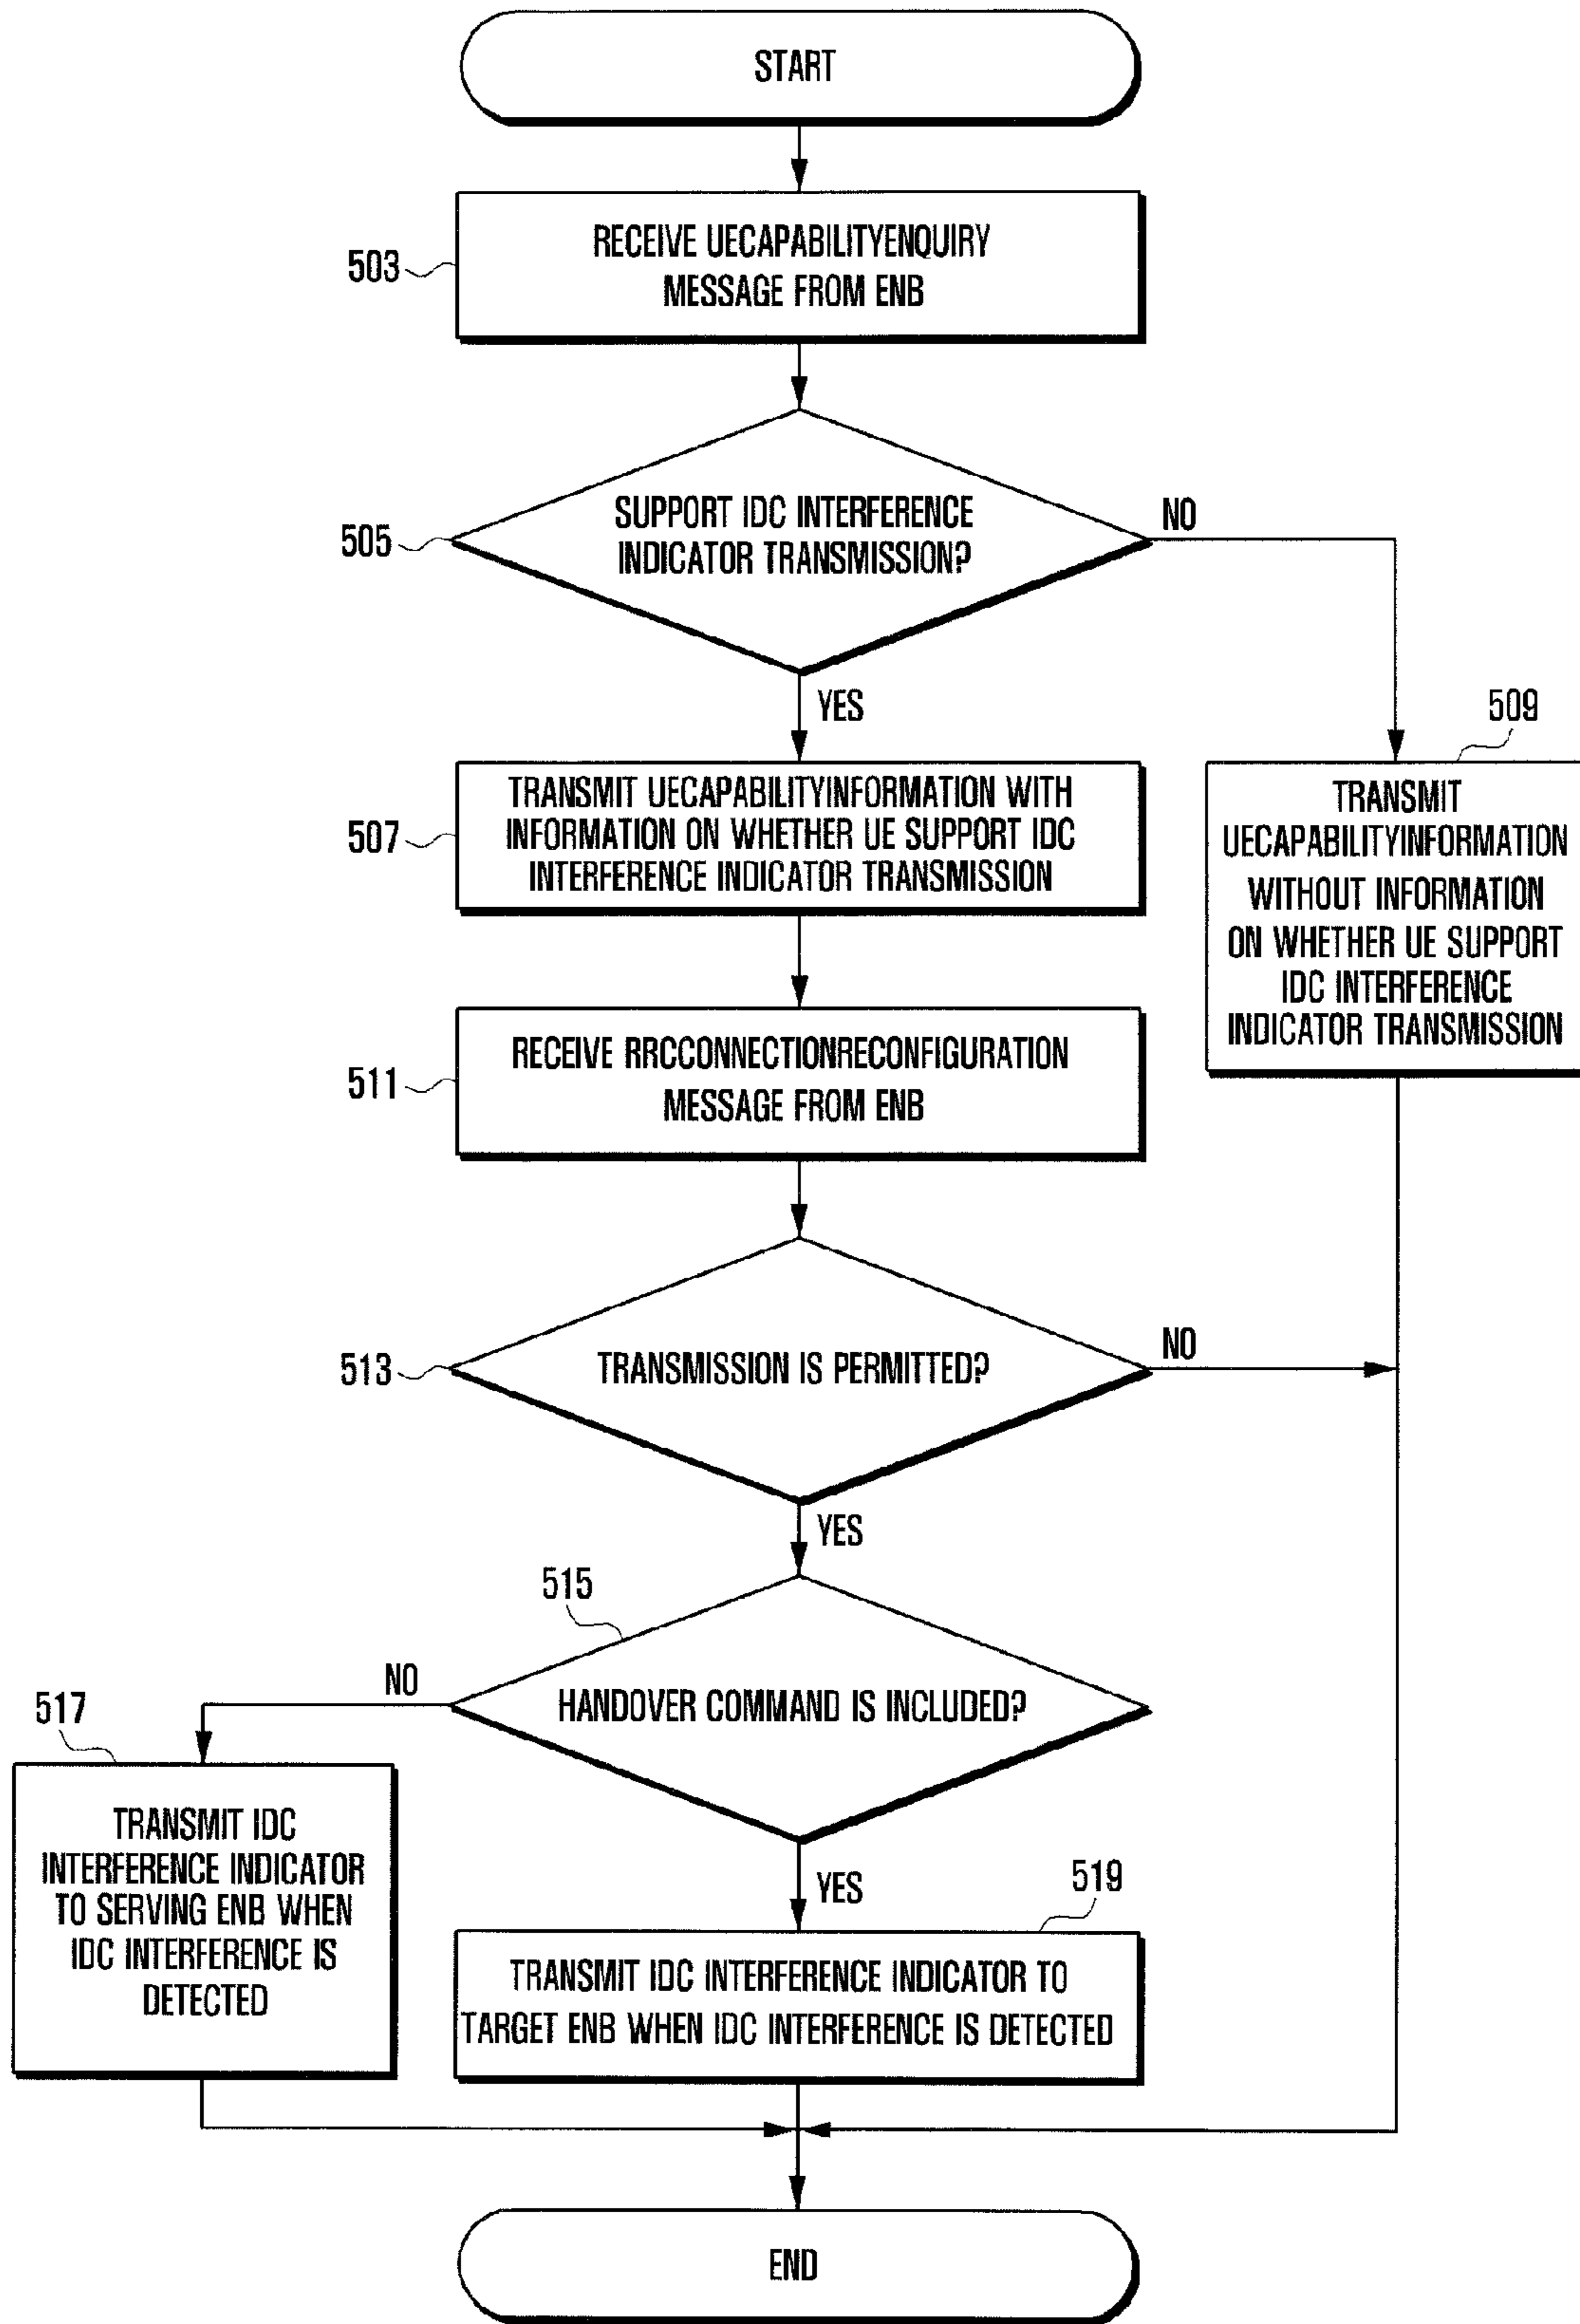 START
RECEIVE UECAPABILITYENQUIRY
MESSAGE FROM ENB
503
SUPPORT IDC INTERFERENCE
INDICATOR TRANSMISSION?
505
NO
YES
509
TRANSMIT UECAPABILITYINFORMATION WITH
INFORMATION ON WHETHER UE SUPPORT IDC
INTERFERENCE INDICATOR TRANSMISSION
507
TRANSMIT
UECAPABILITYINFORMATION
WITHOUT INFORMATION
ON WHETHER UE SUPPORT
IDC INTERFERENCE
INDICATOR TRANSMISSION
RECEIVE RRCCONNECTIONRECONFIGURATION
MESSAGE FROM ENB
511
TRANSMISSION IS PERMITTED?
513
NO
YES
515
HANDOVER COMMAND IS INCLUDED?
NO
517
TRANSMIT IDC
INTERFERENCE INDICATOR
TO SERVING ENB WHEN
IDC INTERFERENCE IS
DETECTED
YES
519
TRANSMIT IDC INTERFERENCE INDICATOR TO
TARGET ENB WHEN IDC INTERFERENCE IS DETECTED
END